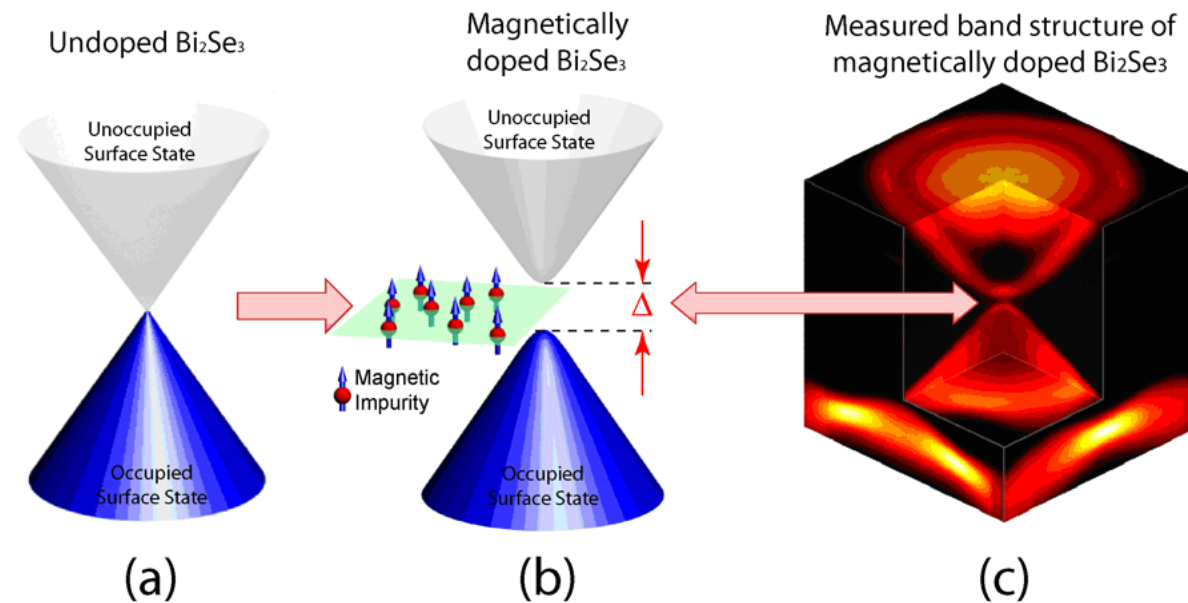 Undoped Bi₂Se₃
Unoccupied
Surface State
Occupied
Surface State
(a)
Magnetically
doped Bi₂Se₃
Unoccupied
Surface State
Δ
Magnetic
Impurity
Occupied
Surface State
(b)
Measured band structure of
magnetically doped Bi₂Se₃
(c)